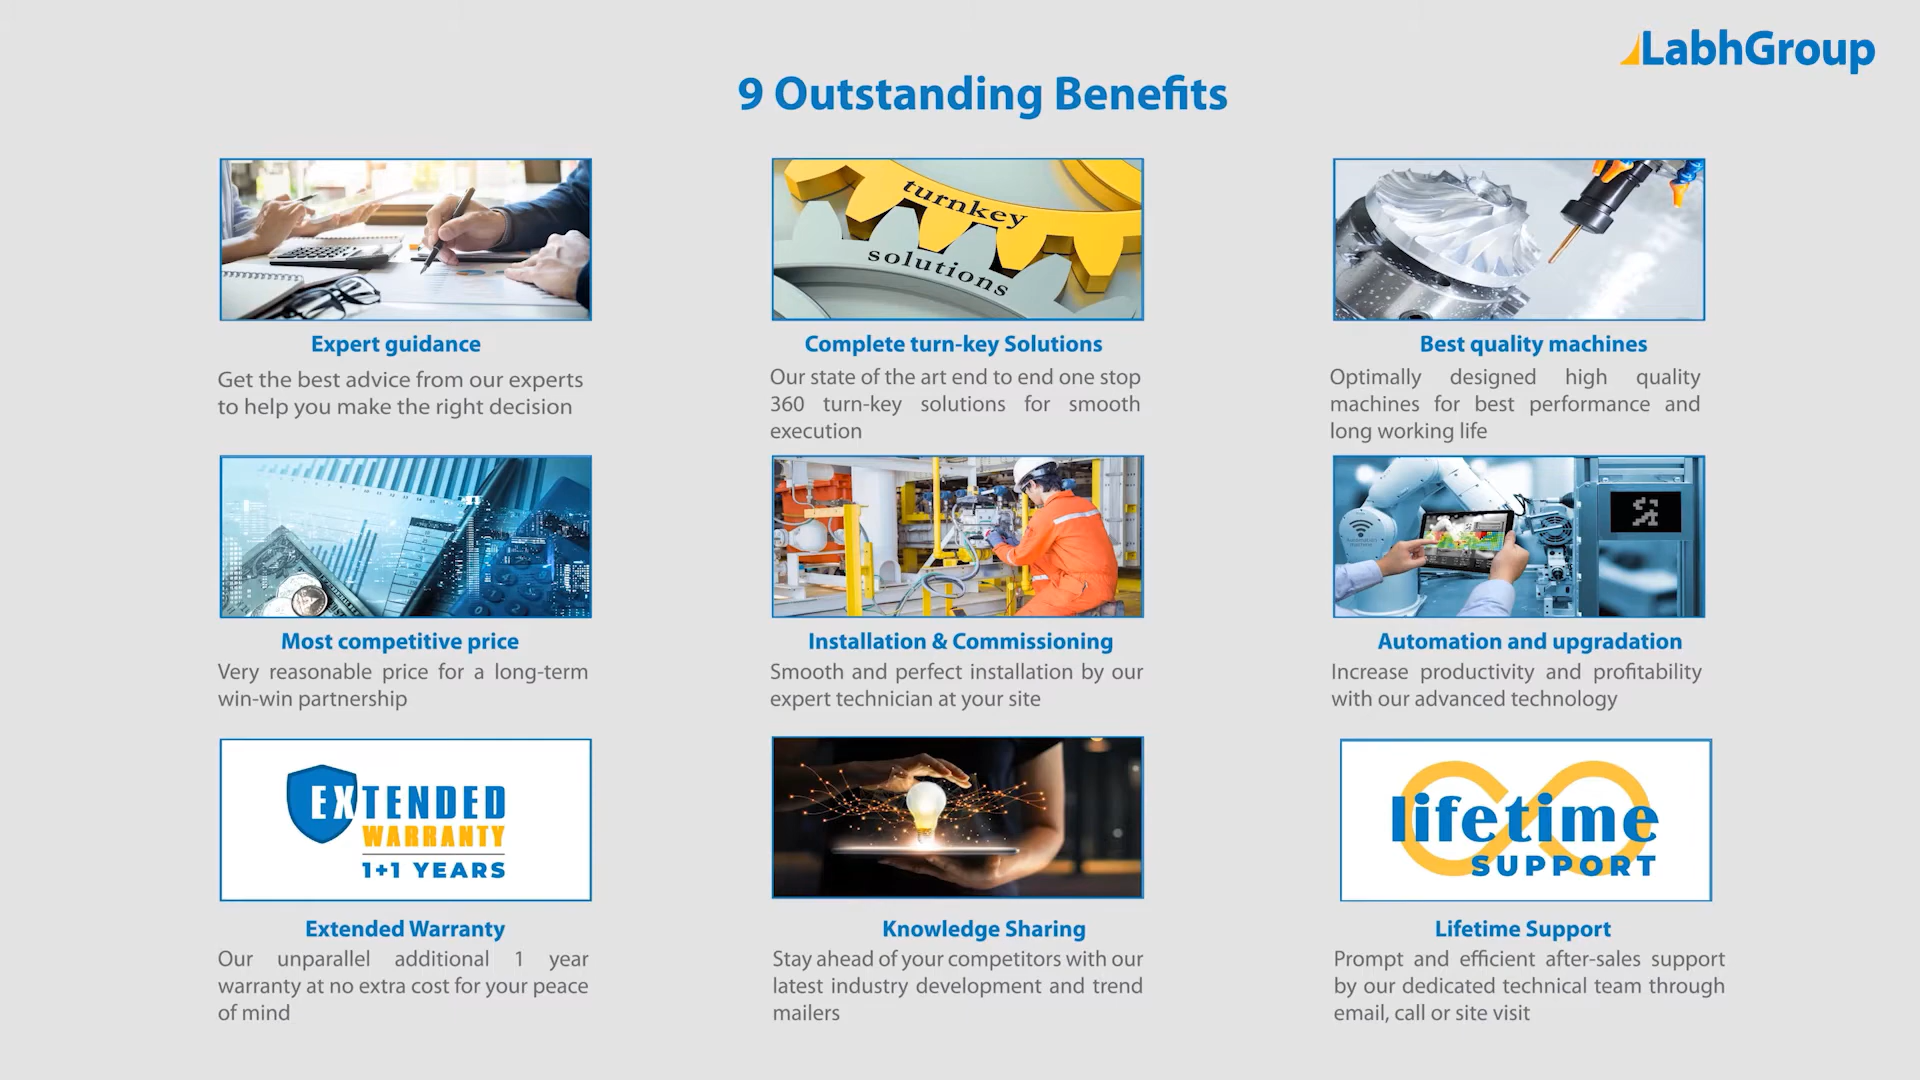 LabhGroup
9 Outstanding Benefits
turnkey
solutions
Expert guidance
Get the best advice from our experts
to help you make the right decision
Complete turn-key Solutions
Our state of the art end to end one stop
360 turn-key solutions for smooth
execution
Best quality machines
Optimally designed high quality
machines for best performance and
long working life
Most competitive price
Very reasonable price for a long-term
win-win partnership
Installation & Commissioning
Smooth and perfect installation by our
expert technician at your site
Automation and upgradation
Increase productivity and profitability
with our advanced technology
EXTENDED
WARRANTY
1+1 YEARS
Extended Warranty
Our unparallel additional 1 year
warranty at no extra cost for your peace
of mind
Knowledge Sharing
Stay ahead of your competitors with our
latest industry development and trend
mailers
lifetime
SUPPORT
Lifetime Support
Prompt and efficient after-sales support
by our dedicated technical team through
email, call or site visit